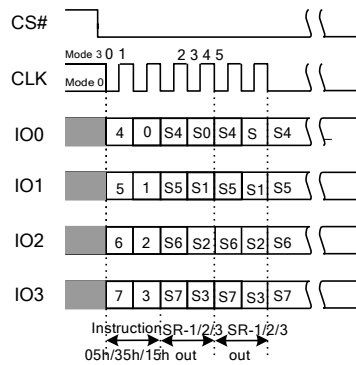 CS#
Mode 3 0 1 2 3 4 5
CLK Mode 0
IO0 4 0 S4 S0 S4 S S4
IO1 5 1 S5 S1 S5 S1 S5
IO2 6 2 S6 S2 S6 S2 S6
IO3 7 3 S7 S3 S7 S3 S7
Instruction SR-1/2/3 SR-1/2/3
05h/35h/15h out out